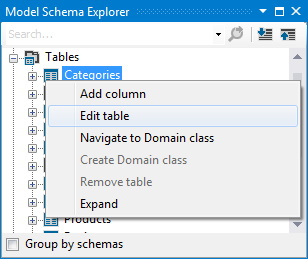 Model Schema Explorer
Search...
Tables
Categories
Add column
Edit table
Navigate to Domain class
Create Domain class
Remove table
Expand
Products
Group by schemas